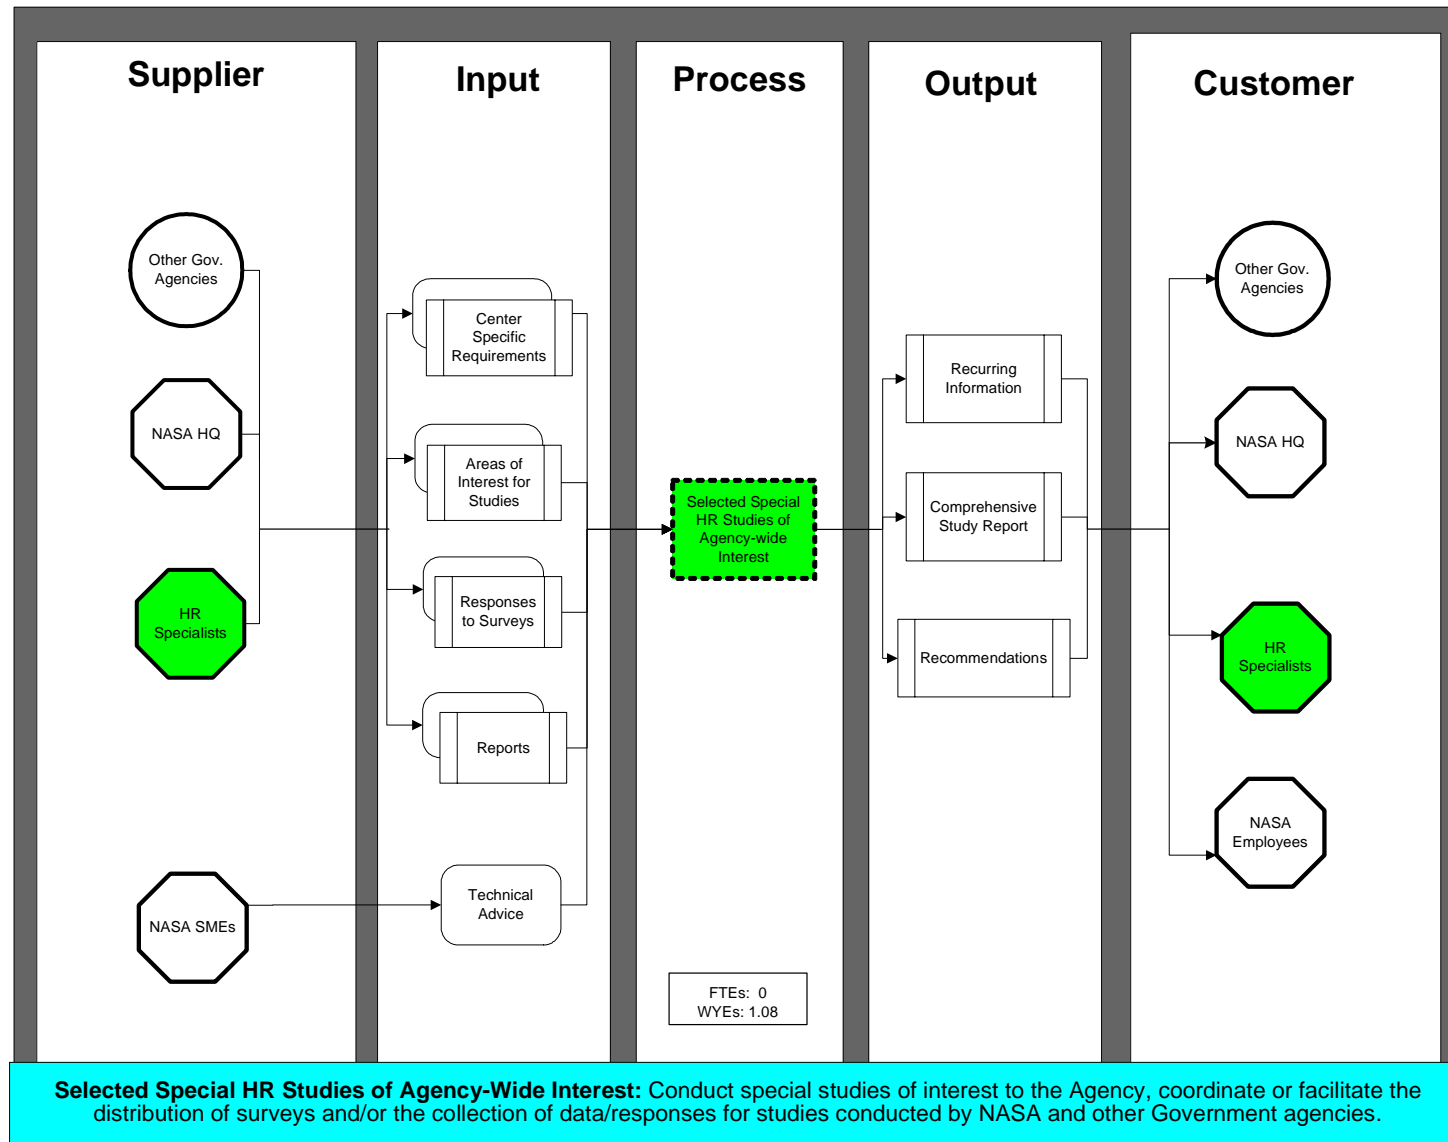 Supplier
Input
Process
Output
Customer
Other Gov.
Agencies
NASA HQ
HR
Specialists
NASA SMEs
Center
Specific
Requirements
Areas of
Interest for
Studies
Responses
to Surveys
Reports
Technical
Advice
Selected Special
HR Studies of
Agency-wide
Interest
FTEs: 0
WYEs: 1.08
Recurring
Information
Comprehensive
Study Report
Recommendations
Other Gov.
Agencies
NASA HQ
HR
Specialists
NASA
Employees
Selected Special HR Studies of Agency-Wide Interest: Conduct special studies of interest to the Agency, coordinate or facilitate the
distribution of surveys and/or the collection of data/responses for studies conducted by NASA and other Government agencies.